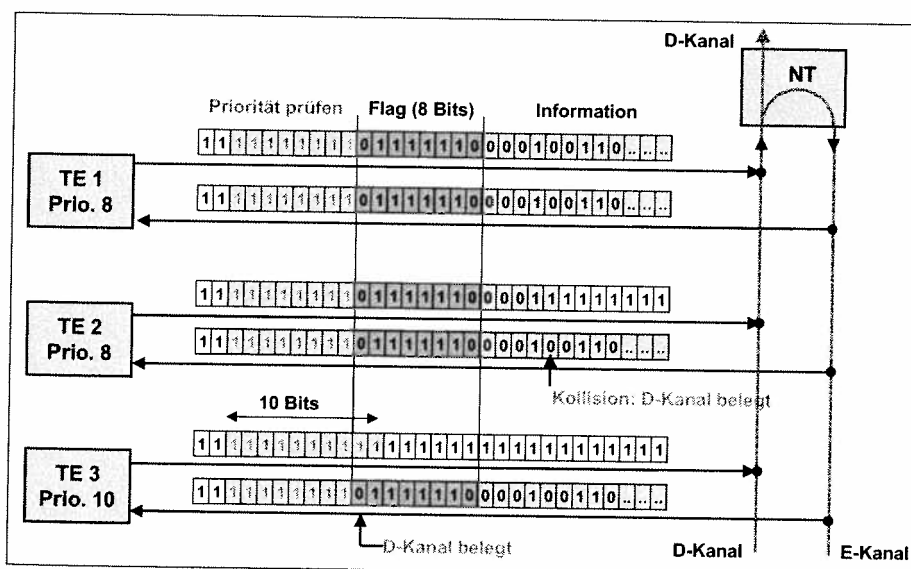 D-Kanal
NT
Priorität prüfen Flag (8 Bits) Information
1 1 1 1 1 1 1 1 1 1 0 1 1 1 1 1 1 0 0 0 0 1 0 0 1 1 0 .. .. ..
TE 1
Prio. 8
1 1 1 1 1 1 1 1 1 1 0 1 1 1 1 1 1 0 0 0 0 1 0 0 1 1 0 .. .. ..
1 1 1 1 1 1 1 1 1 1 0 1 1 1 1 1 1 0 0 0 0 1 1 1 1 1 1 1 1 1
TE 2
Prio. 8
1 1 1 1 1 1 1 1 1 1 0 1 1 1 1 1 1 0 0 0 0 1 0 0 1 1 0 .. .. ..
Kollision: D-Kanal belegt
10 Bits
1 1 1 1 1 1 1 1 1 1 1 1 1 1 1 1 1 1 1 1 1 1 1 1 1 1 1 1 1 1
TE 3
Prio. 10
1 1 1 1 1 1 1 1 1 1 0 1 1 1 1 1 1 0 0 0 0 1 0 0 1 1 0 .. .. ..
D-Kanal belegt
D-Kanal E-Kanal